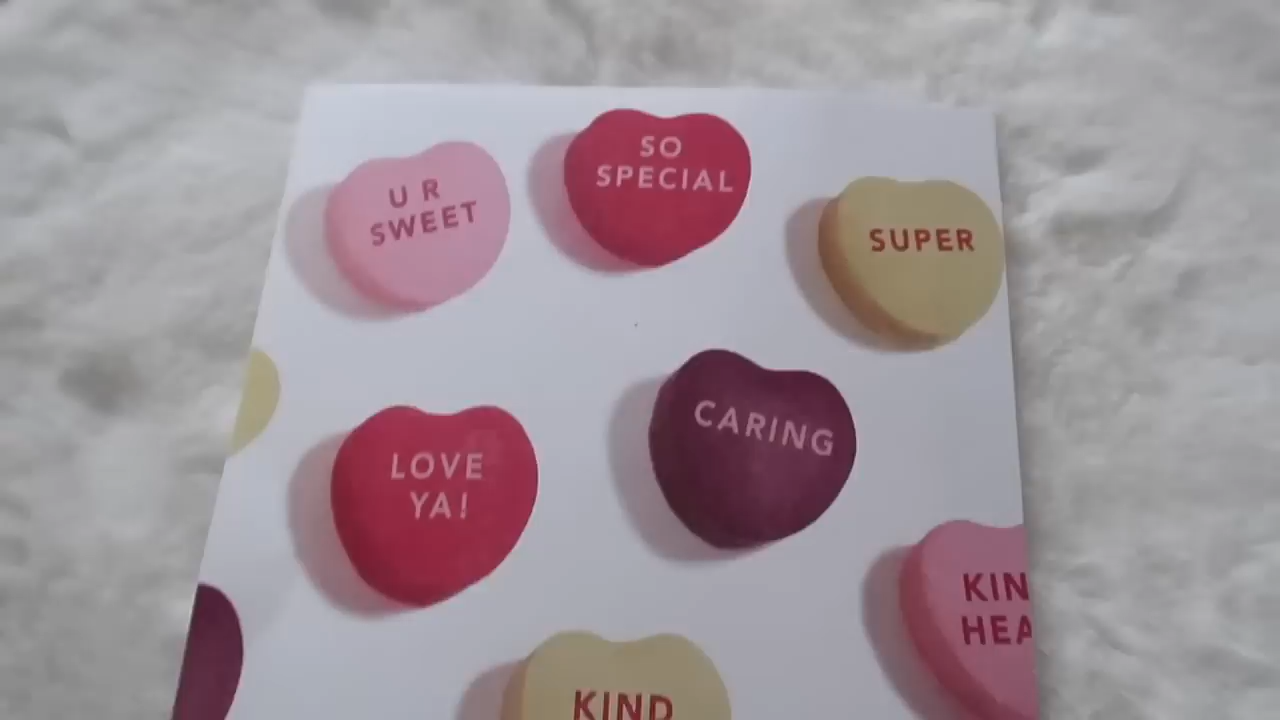 U R
SWEET
SO
SPECIAL
SUPER
LOVE
YA!
CARING
KIN
HEA
KIND